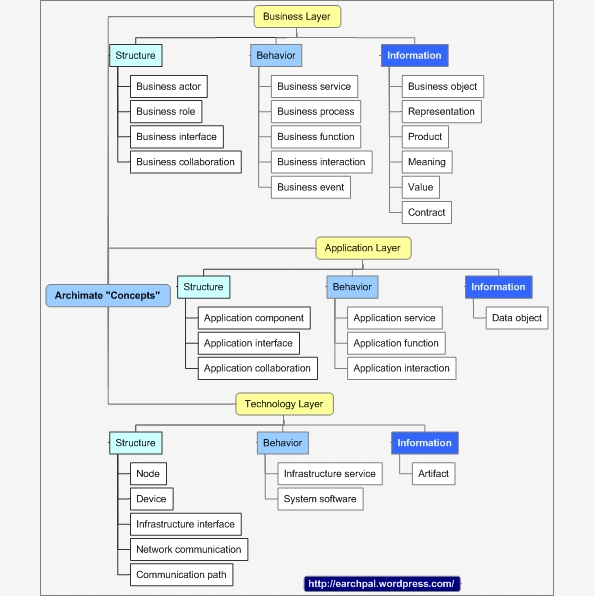 Business Layer
Structure
Behavior
Information
Business actor
Business service
Business object
Business role
Business process
Representation
Business interface
Business function
Product
Business collaboration
Business interaction
Meaning
Business event
Value
Contract
Application Layer
Archimate "Concepts"
Structure
Behavior
Information
Application component
Application service
Data object
Application interface
Application function
Application collaboration
Application interaction
Technology Layer
Structure
Behavior
Information
Node
Infrastructure service
Artifact
Device
System software
Infrastructure interface
Network communication
Communication path
http://earchpal.wordpress.com/